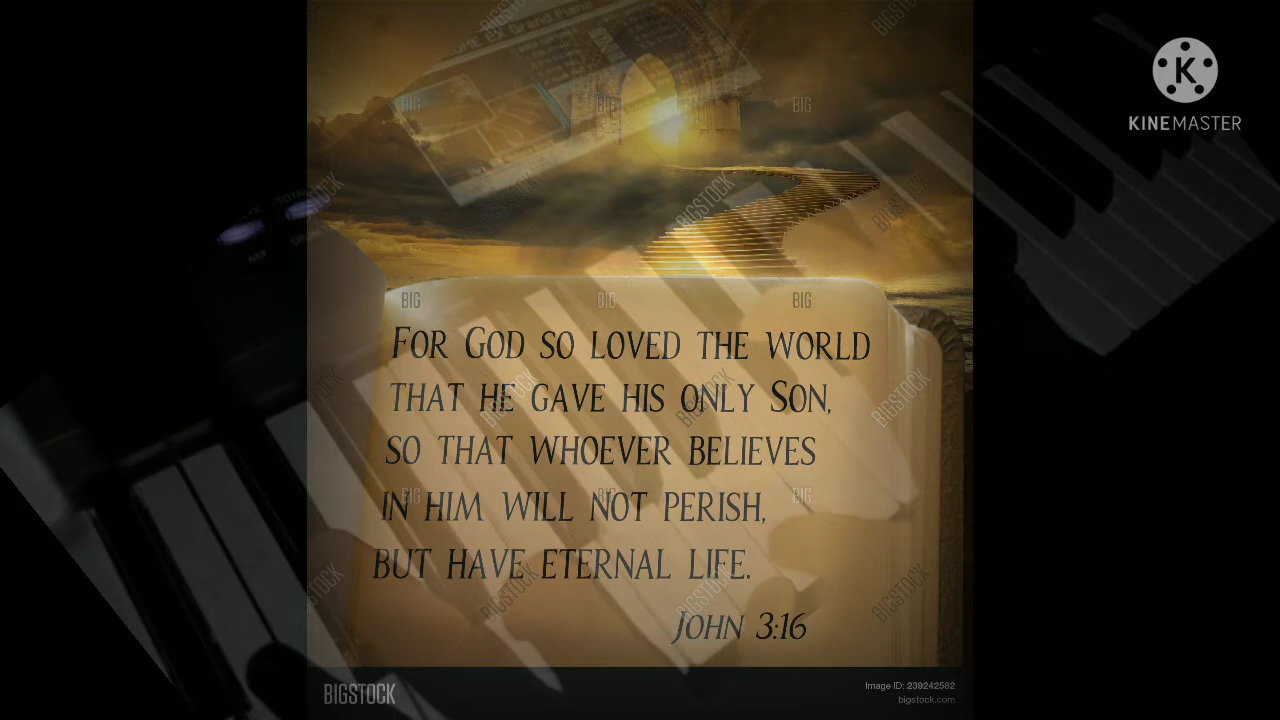 K
KINEMASTER
FOR GOD SO LOVED THE WORLD
THAT HE GAVE HIS ONLY SON,
SO THAT WHOEVER BELIEVES
IN HIM WILL NOT PERISH,
BUT HAVE ETERNAL LIFE.
JOHN 3:16
BIGSTOCK
Image ID: 239242582
bigstock.com